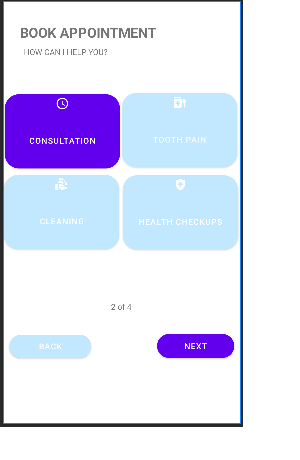 BOOK APPOINTMENT
HOW CAN I HELP YOU?
CONSULTATION
TOOTH PAIN
CLEANING
HEALTH CHECKUPS
2 of 4
BACK
NEXT